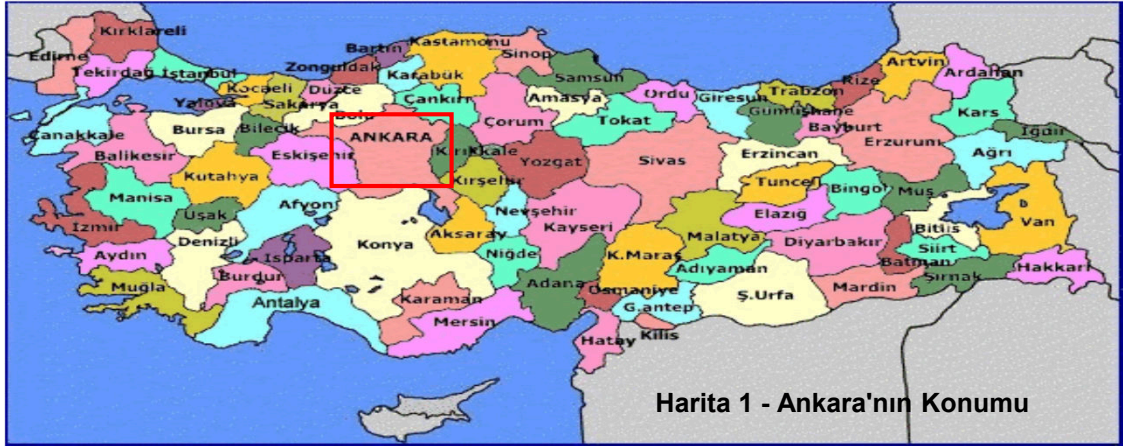 Kırklareli
Edirne
Tekirdağ
İstanbul
Kocaeli
Yalova
Sakarya
Düzce
Zonguldak
Bartın
Karabük
Kastamonu
Sinop
Samsun
Ordu
Giresun
Trabzon
Rize
Artvin
Ardahan
Kars
Iğdır
Ağrı
Erzurum
Bayburt
Gümüşhane
Tokat
Amasya
Çorum
Çankırı
Bolu
ANKARA
Kırıkkale
Bilecik
Bursa
Çanakkale
Balıkesir
Kutahya
Eskişehir
Kırşehir
Yozgat
Sivas
Erzincan
Tuncel
Bingöl
Muş
Bitlis
Van
Manisa
Uşak
Afyon
İzmir
Aydın
Denizli
Isparta
Burdur
Muğla
Antalya
Konya
Aksaray
Nevşehir
Niğde
Kayseri
Malatya
Elazığ
Diyarbakır
Batman
Siirt
Şırnak
Hakkari
Mardin
Ş.Urfa
Adıyaman
K.Maraş
Adana
Osmaniye
G.antep
Kilis
Hatay
Mersin
Karaman
Harita 1 - Ankara'nın Konumu